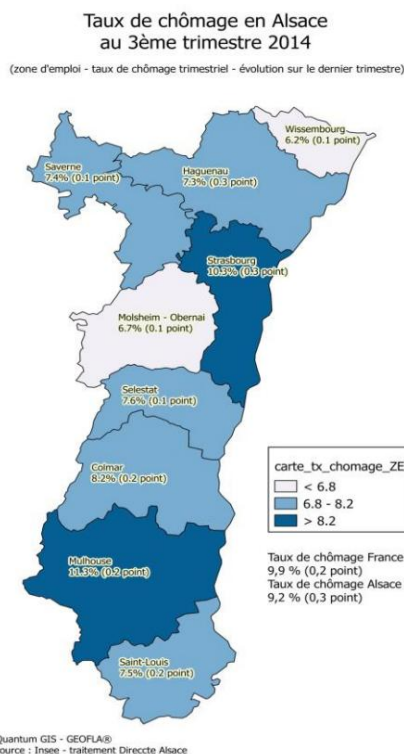 Taux de chômage en Alsace
au 3ème trimestre 2014
(zone d'emploi - taux de chômage trimestriel - évolution sur le dernier trimestre)
Wissembourg
6.2% (0.1 point)
Saverne
7.4% (0.1 point)
Haguenau
7.3% (0.3 point)
Strasbourg
10.3% (0.3 point)
Molsheim - Obernai
6.7% (0.1 point)
Selestat
7.6% (0.1 point)
Colmar
8.2% (0.2 point)
carte_tx_chomage_ZE
< 6.8
6.8 - 8.2
> 8.2
Mulhouse
11.3% (0.2 point)
Taux de chômage France
9,9 % (0,2 point)
Taux de chômage Alsace
9,2 % (0,3 point)
Saint-Louis
7.5% (0.2 point)
Quantum GIS - GEOFLA®
ource : Insee - traitement Direccte Alsace